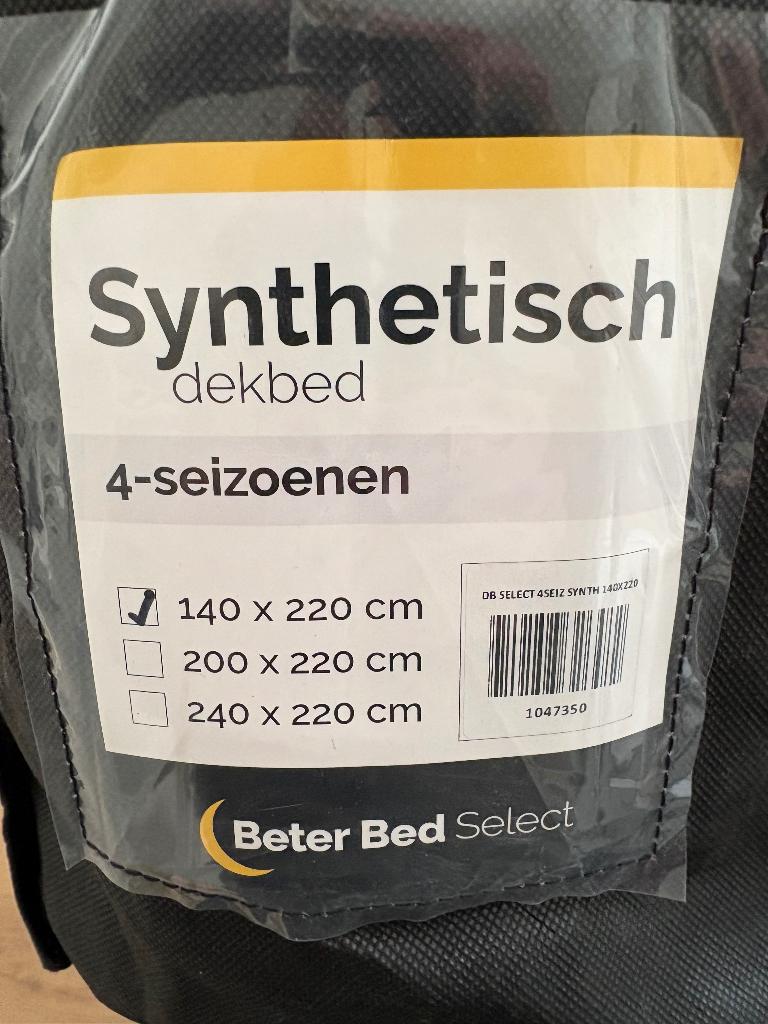 Synthetisch
dekbed
4-seizoenen
140 x 220 cm
200 x 220 cm
240 x 220 cm
DB SELECT 4SEIZ SYNTH 140X220
1047350
Beter Bed Select